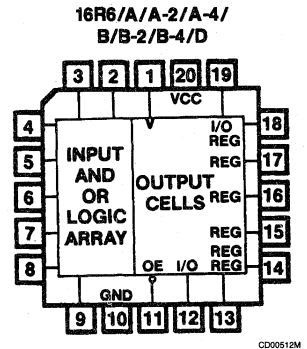 16R6/A/A-2/A-4/
B/B-2/B-4/D
3 2 1 20 19
VCC
4 18
I/O
REG
5 17
REG
6 16
REG
7 15
REG
8 14
REG
REG
INPUT
AND
OR
LOGIC
ARRAY
OUTPUT
CELLS
OE I/O
GND
9 10 11 12 13
CD00512M